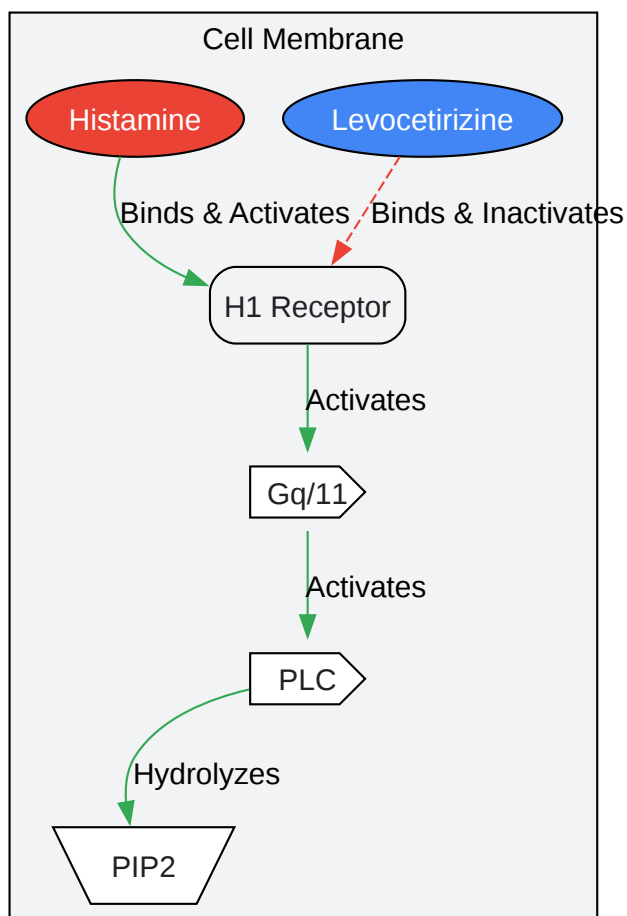 Cell Membrane
Histamine
Levocetirizine
Binds & Activates
Binds & Inactivates
H1 Receptor
Activates
Gq/11
Activates
PLC
Hydrolyzes
PIP2